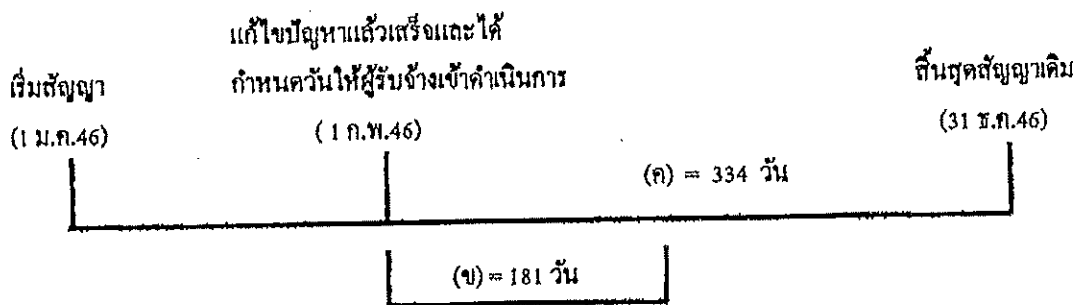 แก้ไขปัญหาแล้วเสร็จและได้
เริ่มสัญญา
กำหนดวันให้ผู้รับจ้างเข้าดำเนินการ
สิ้นสุดสัญญาเดิม
(1 ม.ค.46)
( 1 ก.พ.46)
(31 ธ.ค.46)
(ค) = 334 วัน
(ข) = 181 วัน